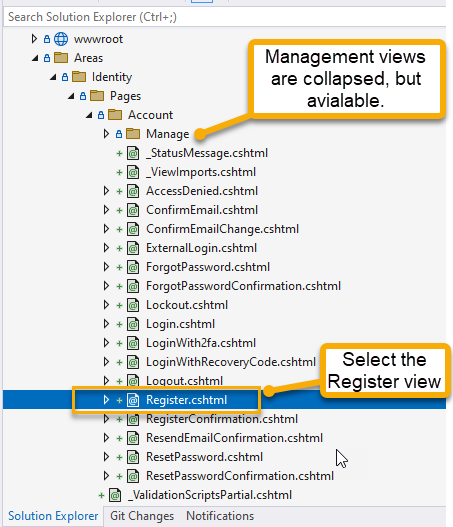 Search Solution Explorer (Ctrl+;)
wwwroot
Areas
Identity
Pages
Account
Manage
_StatusMessage.cshtml
_ViewImports.cshtml
AccessDenied.cshtml
ConfirmEmail.cshtml
ConfirmEmailChange.cshtml
ExternalLogin.cshtml
ForgotPassword.cshtml
ForgotPasswordConfirmation.cshtml
Lockout.cshtml
Login.cshtml
LoginWith2fa.cshtml
LoginWithRecoveryCode.cshtml
Logout.cshtml
Register.cshtml
RegisterConfirmation.cshtml
ResendEmailConfirmation.cshtml
ResetPassword.cshtml
ResetPasswordConfirmation.cshtml
_ValidationScriptsPartial.cshtml
Management views
are collapsed, but
avialable.
Select the
Register view
Solution Explorer Git Changes Notifications